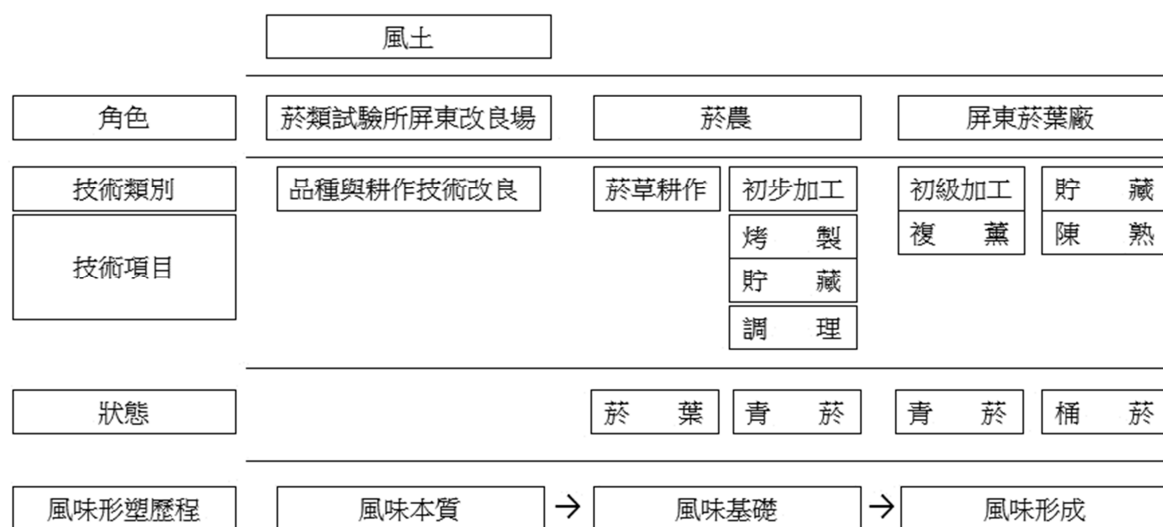 風土
角色 菸類試驗所屏東改良場 菸農 屏東菸葉廠
技術類別 品種與耕作技術改良 菸草耕作 初步加工 初級加工 貯藏
技術項目 烤製 複薰 陳熟
貯藏
調理
狀態 菸葉 青菸 青菸 桶菸
風味形塑歷程 風味本質 → 風味基礎 → 風味形成